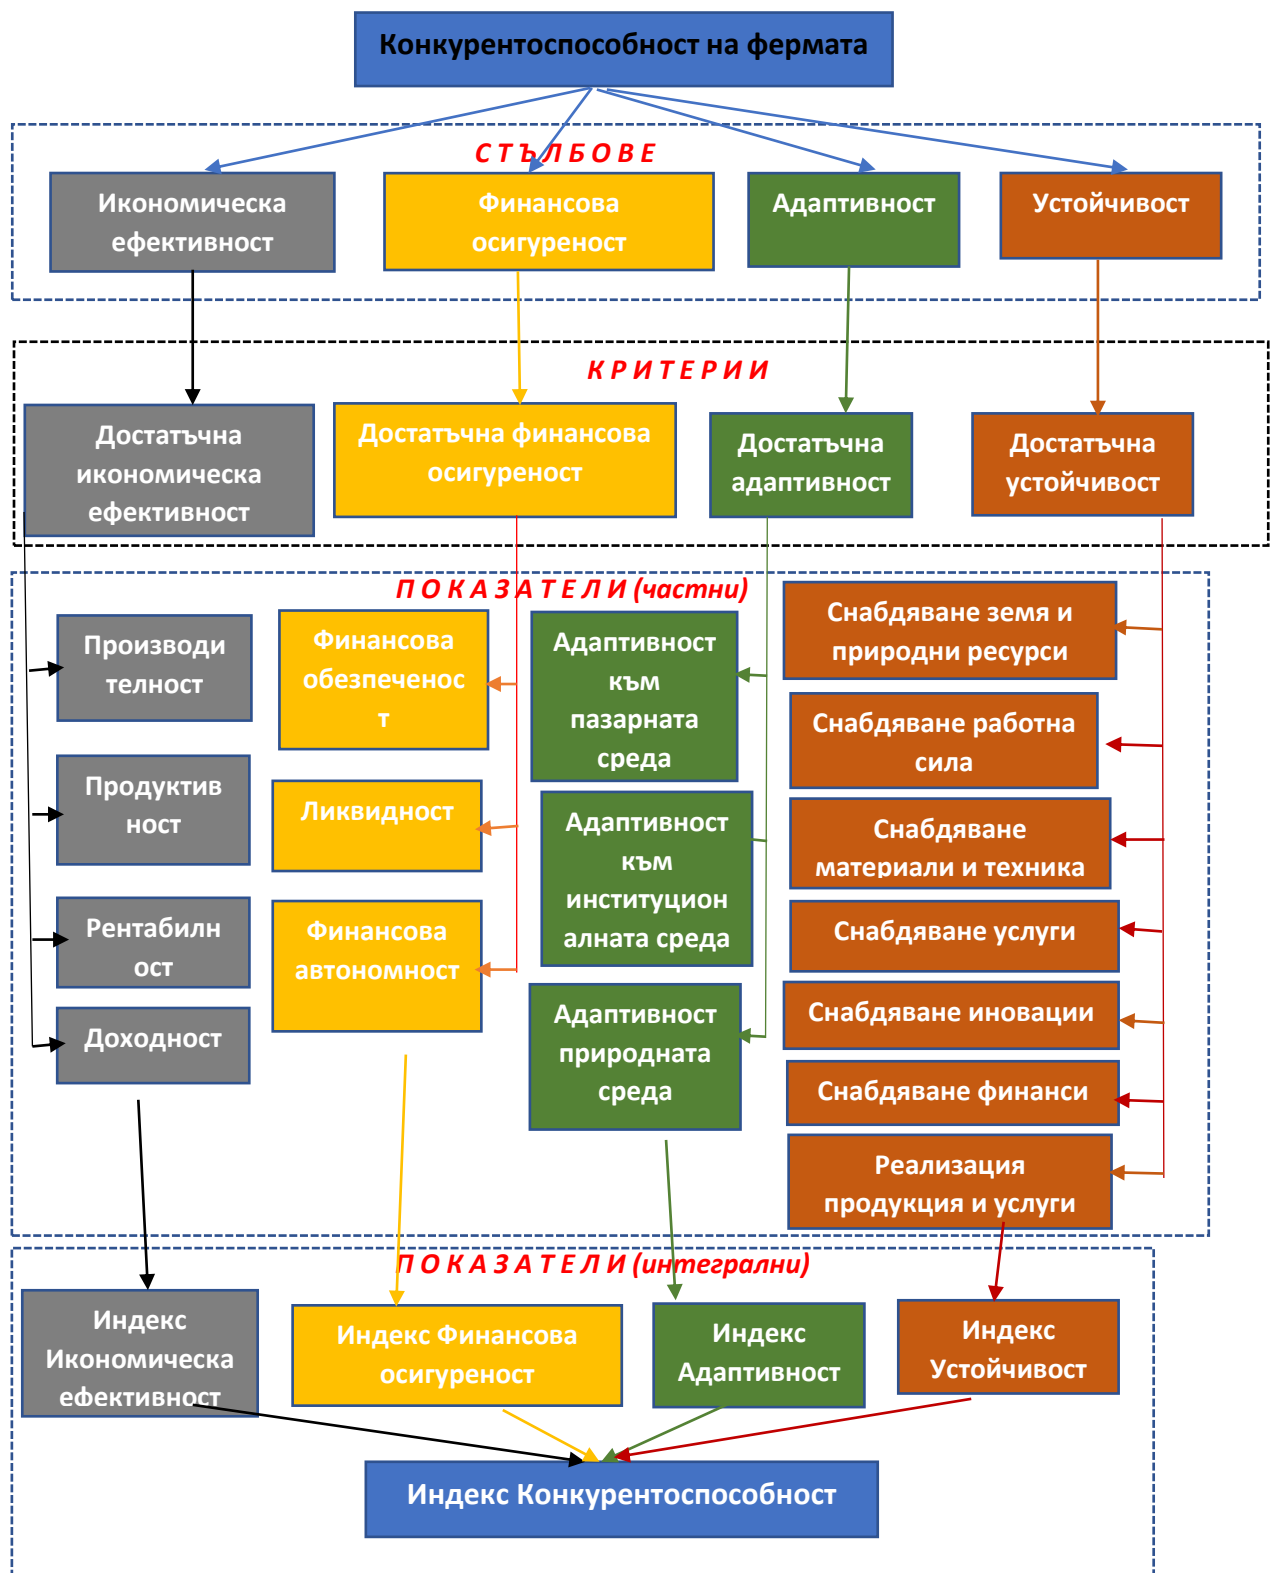 Конкурентоспособност на фермата
С Т Ъ Л Б О В Е
Икономическа
ефективност
Финансова
осигуреност
Адаптивност
Устойчивост
К Р И Т Е Р И И
Достатъчна
икономическа
ефективност
Достатъчна финансова
осигуреност
Достатъчна
адаптивност
Достатъчна
устойчивост
П О К А З А Т Е Л И (частни)
Производи
телност
Продуктив
ност
Рентабилн
ост
Доходност
Финансова
обезпеченос
т
Ликвидност
Финансова
автономност
Адаптивност
към
пазарната
среда
Адаптивност
към
институцион
алната среда
Адаптивност
природната
среда
Снабдяване земя и
природни ресурси
Снабдяване работна
сила
Снабдяване
материали и техника
Снабдяване услуги
Снабдяване иновации
Снабдяване финанси
Реализация
продукция и услуги
П О К А З А Т Е Л И (интегрални)
Индекс
Икономическа
ефективност
Индекс Финансова
осигуреност
Индекс
Адаптивност
Индекс
Устойчивост
Индекс Конкурентоспособност